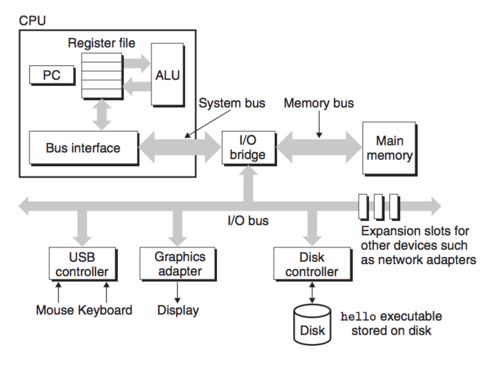 CPU
Register file
PC
ALU
System bus
Memory bus
Bus interface
I/O
bridge
Main
memory
I/O bus
Expansion slots for
other devices such
as network adapters
USB
controller
Graphics
adapter
Disk
controller
Mouse Keyboard
Display
Disk
hello executable
stored on disk